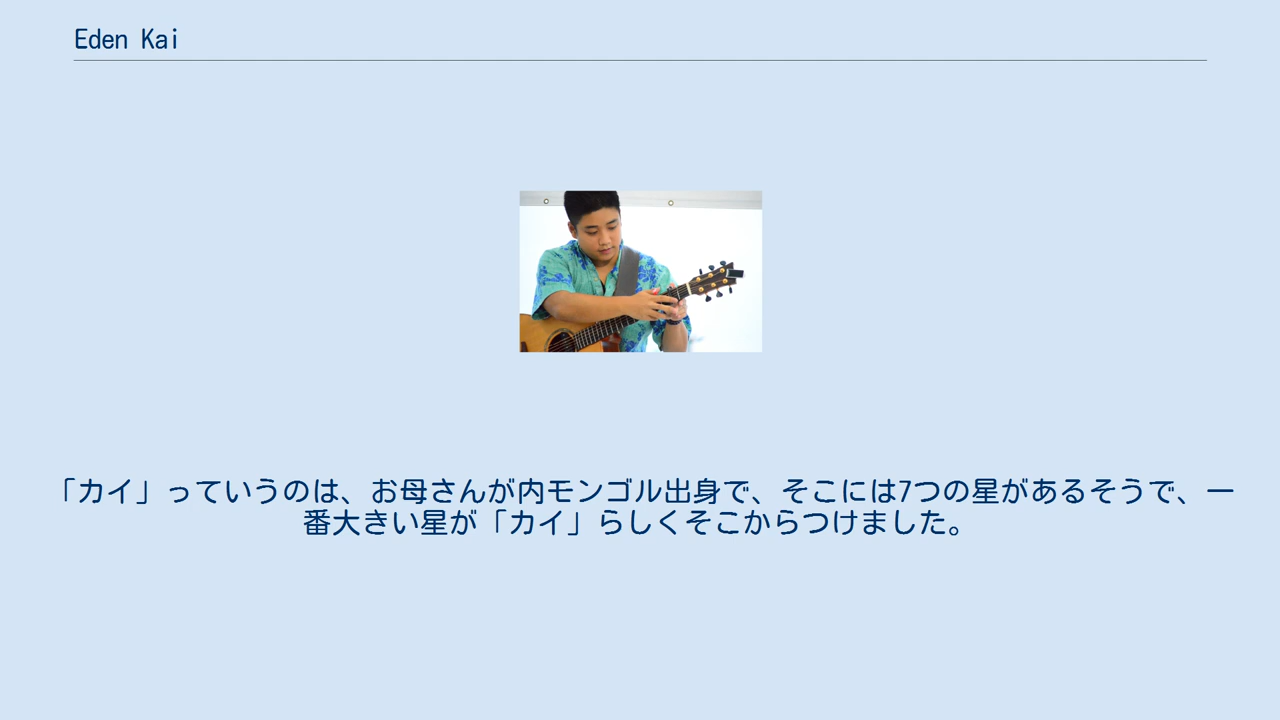 Eden Kai
「カイ」っていうのは、お母さんが内モンゴル出身で、そこには7つの星があるそうで、一
番大きい星が「カイ」らしくそこからつけました。